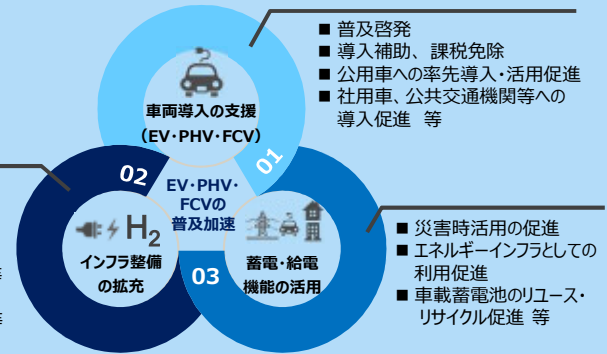 ■ 普及啓発
■ 導入補助、課税免除
■ 公用車への率先導入・活用促進
■ 社用車、公共交通機関等への
導入促進 等
車両導入の支援
(EV・PHV・FCV)
01
02
EV・PHV・
FCVの
普及加速
H₂
インフラ整備
の拡充
03
蓄電・給電
機能の活用
■ 災害時活用の促進
■ エネルギーインフラとしての
利用促進
■ 車載蓄電池のリユース・
リサイクル促進 等